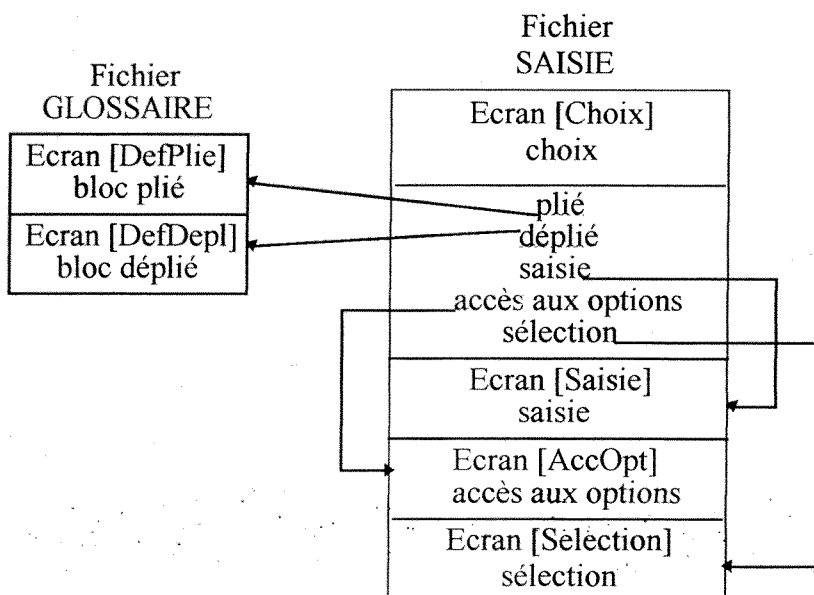 Fichier
GLOSSAIRE
Ecran [DefPlie]
bloc plié
Ecran [DefDepl]
bloc déplié
Fichier
SAISIE
Ecran [Choix]
choix
plié
déplié
saisie
accès aux options
sélection
Ecran [Saisie]
saisie
Ecran [AccOpt]
accès aux options
Ecran [Selection]
sélection